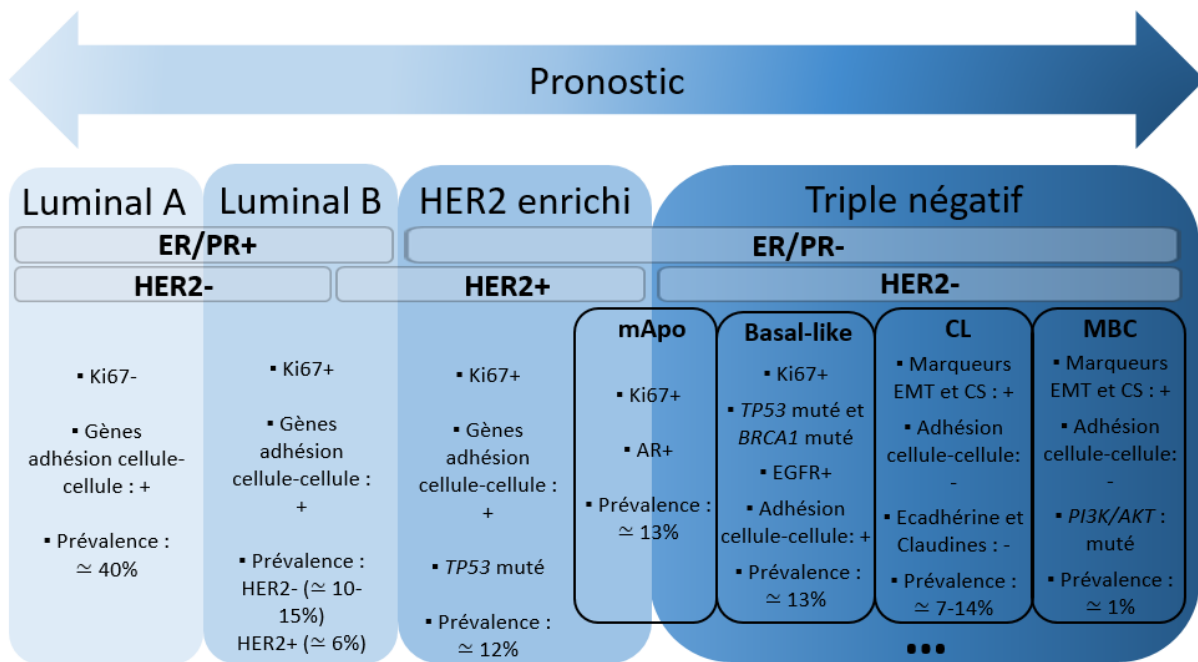 Pronostic
Luminal A
Luminal B
HER2 enrichi
Triple négatif
ER/PR+
ER/PR-
HER2-
HER2+
HER2-
▪ Ki67-
▪ Gènes
adhésion cellule-
cellule : +
▪ Prévalence :
≃ 40%
▪ Ki67+
▪ Gènes
adhésion
cellule-cellule :
+
▪ Prévalence :
HER2- (≃ 10-
15%)
HER2+ (≃ 6%)
▪ Ki67+
▪ Gènes
adhésion
cellule-cellule :
+
▪ TP53 muté
▪ Prévalence :
≃ 12%
mApo
▪ Ki67+
▪ AR+
▪ Prévalence :
≃ 13%
Basal-like
▪ Ki67+
▪ TP53 muté et
BRCA1 muté
▪ EGFR+
▪ Adhésion
cellule-cellule: +
▪ Prévalence :
≃ 13%
CL
▪ Marqueurs
EMT et CS : +
▪ Adhésion
cellule-cellule:
-
▪ Ecadhérine et
Claudines : -
▪ Prévalence :
≃ 7-14%
MBC
▪ Marqueurs
EMT et CS : +
▪ Adhésion
cellule-cellule:
-
▪ PI3K/AKT :
muté
▪ Prévalence :
≃ 1%
...